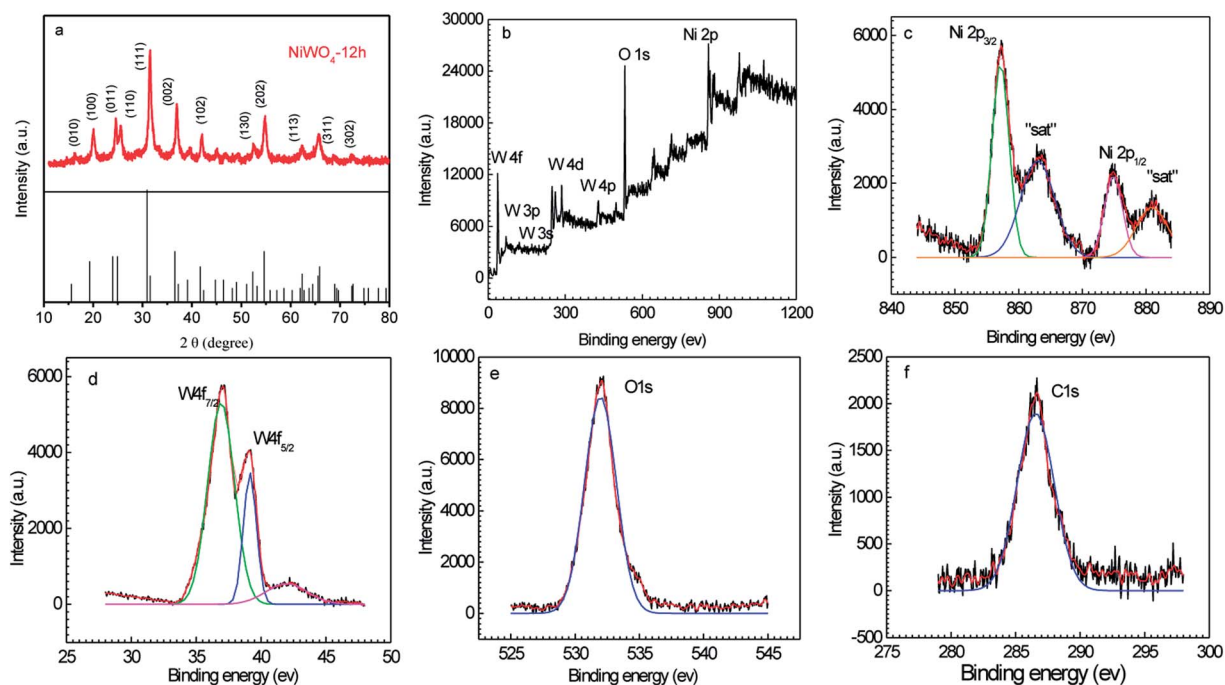 a
NiWO₄-12h
(010)
(100)
(011)
(110)
(111)
(002)
(102)
(130)
(202)
(113)
(311)
(302)
Intensity (a.u.)
10 20 30 40 50 60 70 80
2 θ (degree)
b
30000
24000
18000
12000
6000
0
W 4f
W 3p
W 3s
W 4d
W 4p
O 1s
Ni 2p
Intensity (a.u.)
0 300 600 900 1200
Binding energy (ev)
c
6000
4000
2000
0
Ni 2p3/2
"sat"
Ni 2p1/2
"sat"
Intensity (a.u.)
840 850 860 870 880 890
Binding energy (ev)
d
6000
4000
2000
0
W4f7/2
W4f5/2
Intensity (a.u.)
25 30 35 40 45 50
Binding energy (ev)
e
10000
8000
6000
4000
2000
0
O1s
Intensity (a.u.)
525 530 535 540 545
Binding energy (ev)
f
2500
2000
1500
1000
500
0
-500
C1s
Intensity (a.u.)
275 280 285 290 295 300
Binding energy (ev)